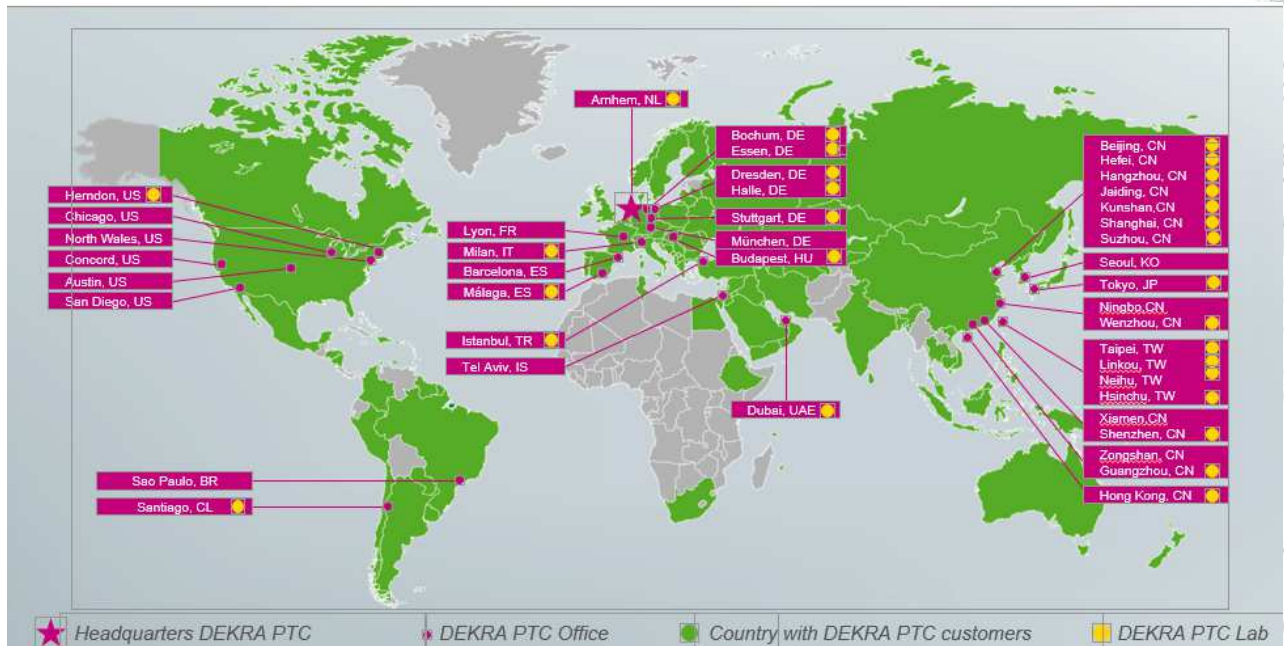 Arnhem, NL
Bochum, DE
Essen, DE
Dresden, DE
Halle, DE
Stuttgart, DE
München, DE
Budapest, HU
Herndon, US
Chicago, US
North Wales, US
Concord, US
Austin, US
San Diego, US
Lyon, FR
Milan, IT
Barcelona, ES
Málaga, ES
Istanbul, TR
Tel Aviv, IS
Dubai, UAE
Sao Paulo, BR
Santiago, CL
Beijing, CN
Hefei, CN
Hangzhou, CN
Jaiding, CN
Kunshan,CN
Shanghai, CN
Suzhou, CN
Seoul, KO
Tokyo, JP
Ningbo,CN
Wenzhou, CN
Taipei, TW
Linkou, TW
Neihu, TW
Hsinchu, TW
Xiamen,CN
Shenzhen, CN
Zongshan, CN
Guangzhou, CN
Hong Kong, CN
Headquarters DEKRA PTC
DEKRA PTC Office
Country with DEKRA PTC customers
DEKRA PTC Lab